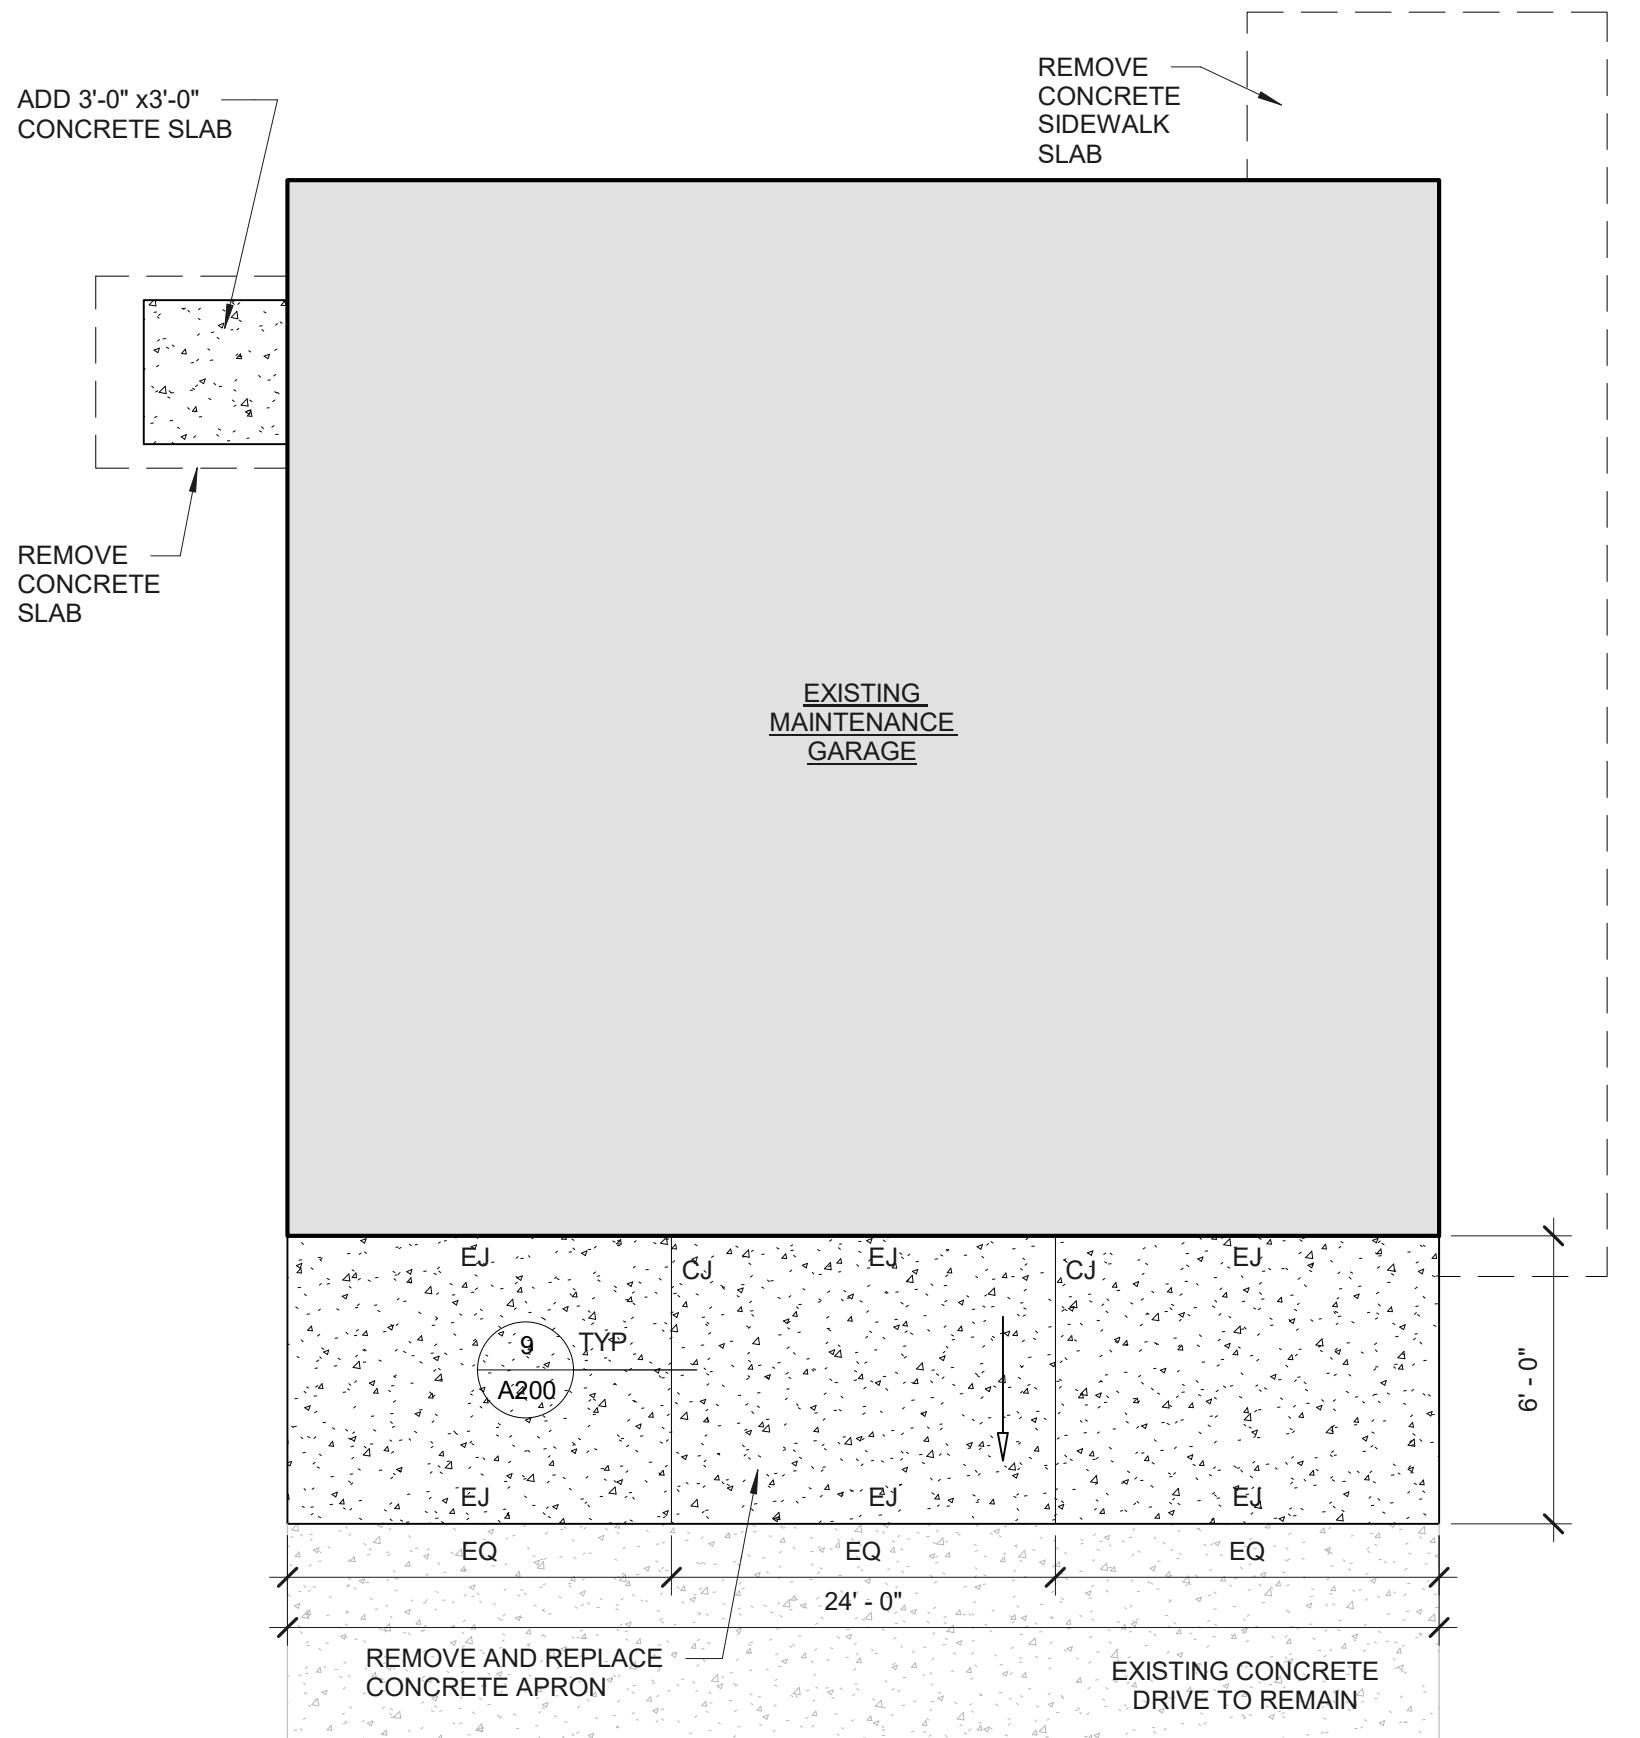 REMOVE
CONCRETE
SIDEWALK
SLAB
ADD 3'-0" x3'-0"
CONCRETE SLAB
REMOVE
CONCRETE
SLAB
EXISTING
MAINTENANCE
GARAGE
EJ
CJ
EJ
CJ
EJ
9
TYP
A200
6' - 0"
EJ
EJ
EJ
EQ
EQ
EQ
24' - 0"
REMOVE AND REPLACE
CONCRETE APRON
EXISTING CONCRETE
DRIVE TO REMAIN